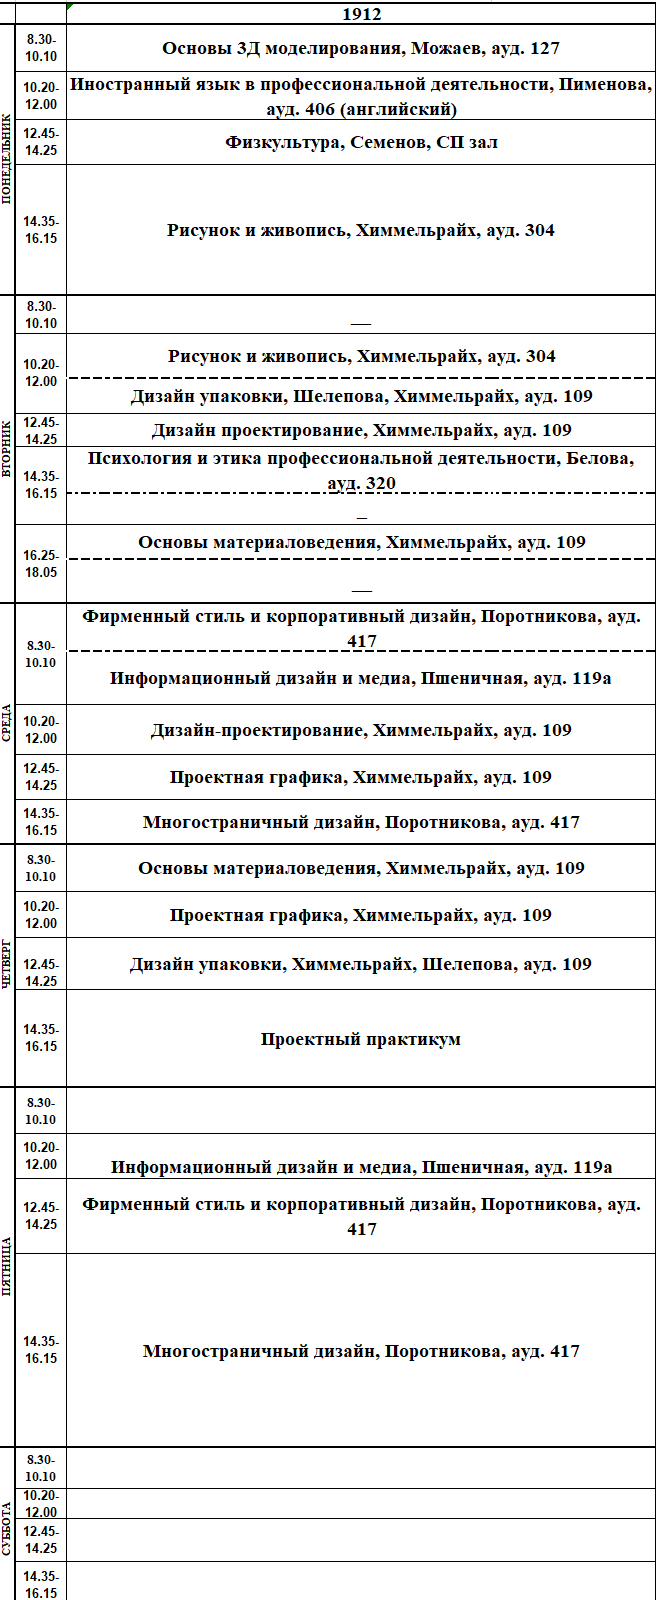 1912
ПОНЕДЕЛЬНИК
8.30-
10.10
Основы 3Д моделирования, Можаев, ауд. 127
10.20-
12.00
Иностранный язык в профессиональной деятельности, Пименова,
ауд. 406 (английский)
12.45-
14.25
Физкультура, Семенов, СП зал
14.35-
16.15
Рисунок и живопись, Химмельрайх, ауд. 304
ВТОРНИК
8.30-
10.10
—
10.20-
12.00
Рисунок и живопись, Химмельрайх, ауд. 304
Дизайн упаковки, Шелепова, Химмельрайх, ауд. 109
12.45-
14.25
Дизайн проектирование, Химмельрайх, ауд. 109
14.35-
16.15
Психология и этика профессиональной деятельности, Белова,
ауд. 320
–
16.25-
18.05
Основы материаловедения, Химмельрайх, ауд. 109
—
СРЕДА
8.30-
10.10
Фирменный стиль и корпоративный дизайн, Поротникова, ауд.
417
Информационный дизайн и медиа, Пшеничная, ауд. 119а
10.20-
12.00
Дизайн-проектирование, Химмельрайх, ауд. 109
12.45-
14.25
Проектная графика, Химмельрайх, ауд. 109
14.35-
16.15
Многостраничный дизайн, Поротникова, ауд. 417
ЧЕТВЕРГ
8.30-
10.10
Основы материаловедения, Химмельрайх, ауд. 109
10.20-
12.00
Проектная графика, Химмельрайх, ауд. 109
12.45-
14.25
Дизайн упаковки, Химмельрайх, Шелепова, ауд. 109
14.35-
16.15
Проектный практикум
ПЯТНИЦА
8.30-
10.10
10.20-
12.00
Информационный дизайн и медиа, Пшеничная, ауд. 119а
12.45-
14.25
Фирменный стиль и корпоративный дизайн, Поротникова, ауд.
417
14.35-
16.15
Многостраничный дизайн, Поротникова, ауд. 417
СУББОТА
8.30-
10.10
10.20-
12.00
12.45-
14.25
14.35-
16.15